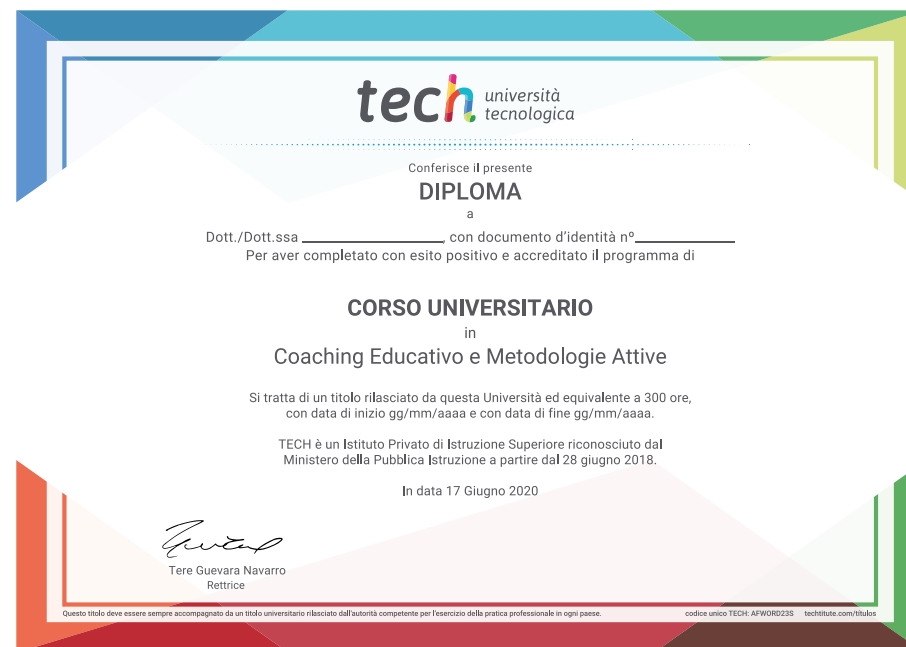 tech università
tecnologica
Conferisce il presente
DIPLOMA
a
Dott./Dott.ssa ____________________, con documento d'identità nº______________
Per aver completato con esito positivo e accreditato il programma di
CORSO UNIVERSITARIO
in
Coaching Educativo e Metodologie Attive
Si tratta di un titolo rilasciato da questa Università ed equivalente a 300 ore,
con data di inizio gg/mm/aaaa e con data di fine gg/mm/aaaa.
TECH è un Istituto Privato di Istruzione Superiore riconosciuto dal
Ministero della Pubblica Istruzione a partire dal 28 giugno 2018.
In data 17 Giugno 2020
Tere Guevara Navarro
Rettrice
Questo titolo deve essere sempre accompagnato da un titolo universitario rilasciato dall'autorità competente per l'esercizio della pratica professionale in ogni paese. codice unico TECH: AFWORD23S techtitute.com/títulos